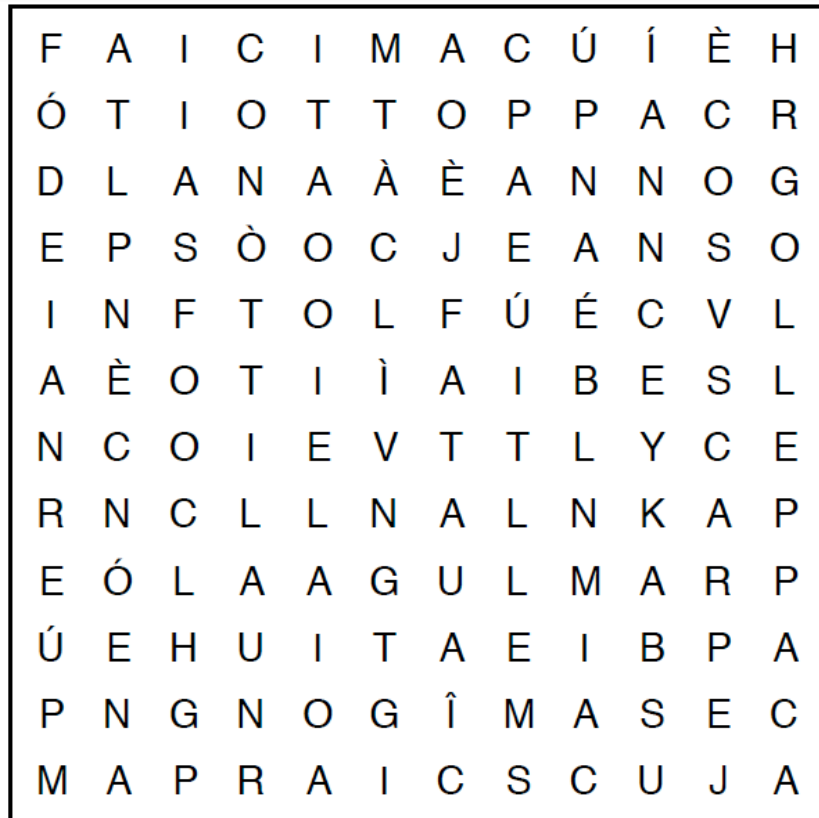 F A I C I M A C Ú Í È H
Ó T I O T T O P P A C R
D L A N A À È A N N O G
E P S Ò O C J E A N S O
I N F T O L F Ú É C V L
A È O T I Ì A I B E S L
N C O I E V T T L Y C E
R N C L L N A L N K A P
E Ó L A A G U L M A R P
Ú E H U I T A E I B P A
P N G N O G Î M A S E C
M A P R A I C S C U J A